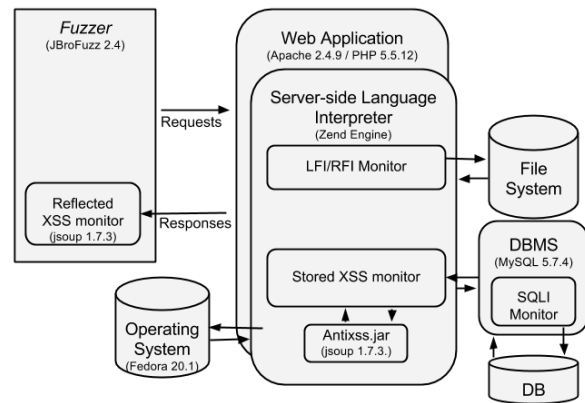 Fuzzer
(JBroFuzz 2.4)
Requests
Reflected
XSS monitor
(jsoup 1.7.3)
Responses
Web Application
(Apache 2.4.9 / PHP 5.5.12)
Server-side Language
Interpreter
(Zend Engine)
LFI/RFI Monitor
File
System
Stored XSS monitor
DBMS
(MySQL 5.7.4)
SQLI
Monitor
Antixss.jar
(jsoup 1.7.3.)
Operating
System
(Fedora 20.1)
DB